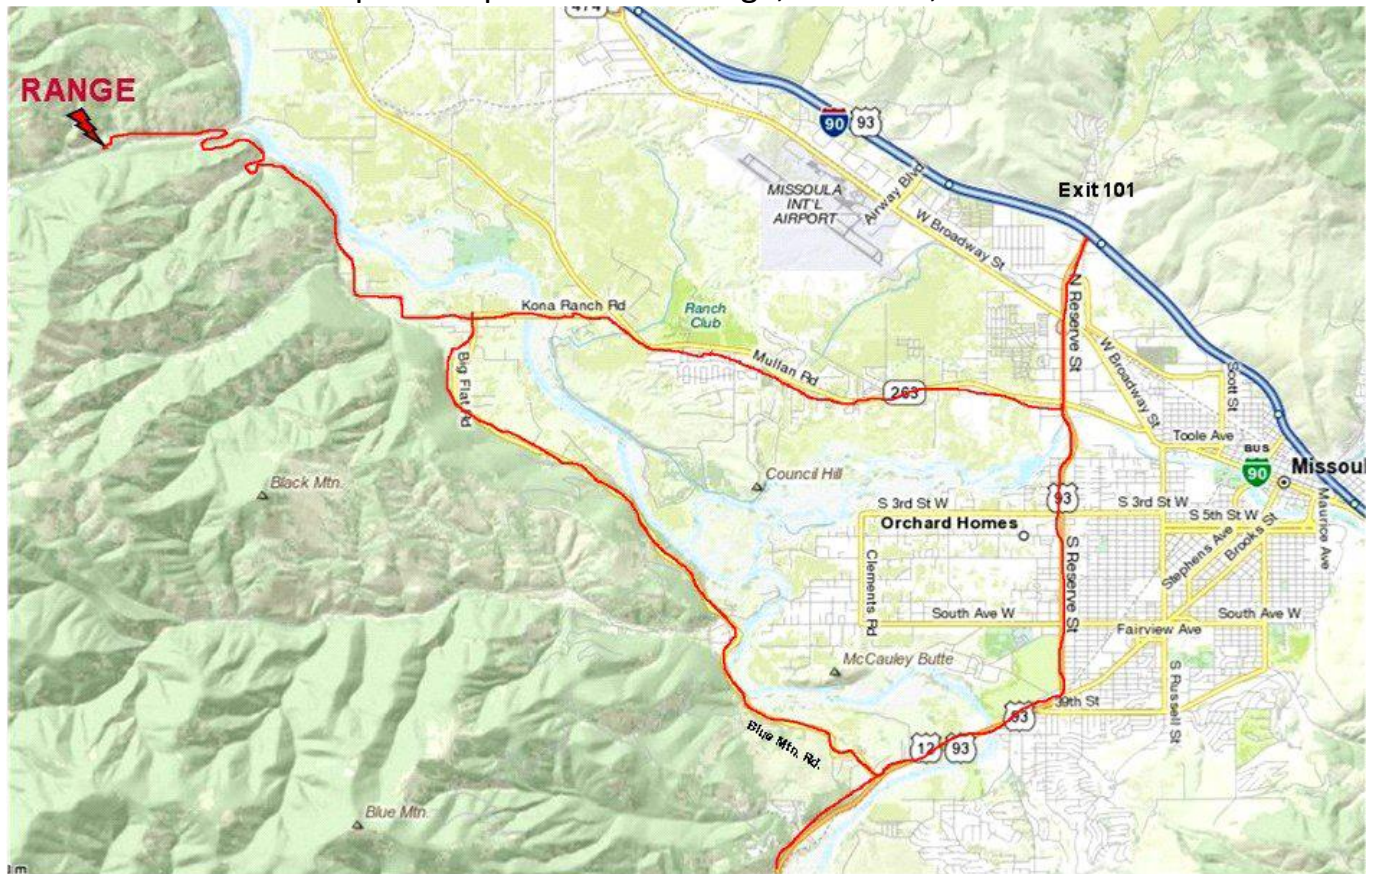 474
RANGE
90
93
Exit 101
MISSOULA
INT'L
AIRPORT
Airway Blvd
W Broadway St
N Reserve St
Kona Ranch Rd
Ranch
Club
Mullan Rd
263
Big Flat Rd
W Broadway St
Scott St
Toole Ave
BUS
90
Missoul
Black Mtn.
Council Hill
93
S 3rd St W
S 3rd St W
S 5th St W
Orchard Homes
Stephens Ave
Brooks St
Maurice Ave
Clements Rd
S Reserve St
South Ave W
South Ave W
Fairview Ave
McCauley Butte
S Russell St
39th St
93
12
93
Blue Mtn. Rd.
Blue Mtn.